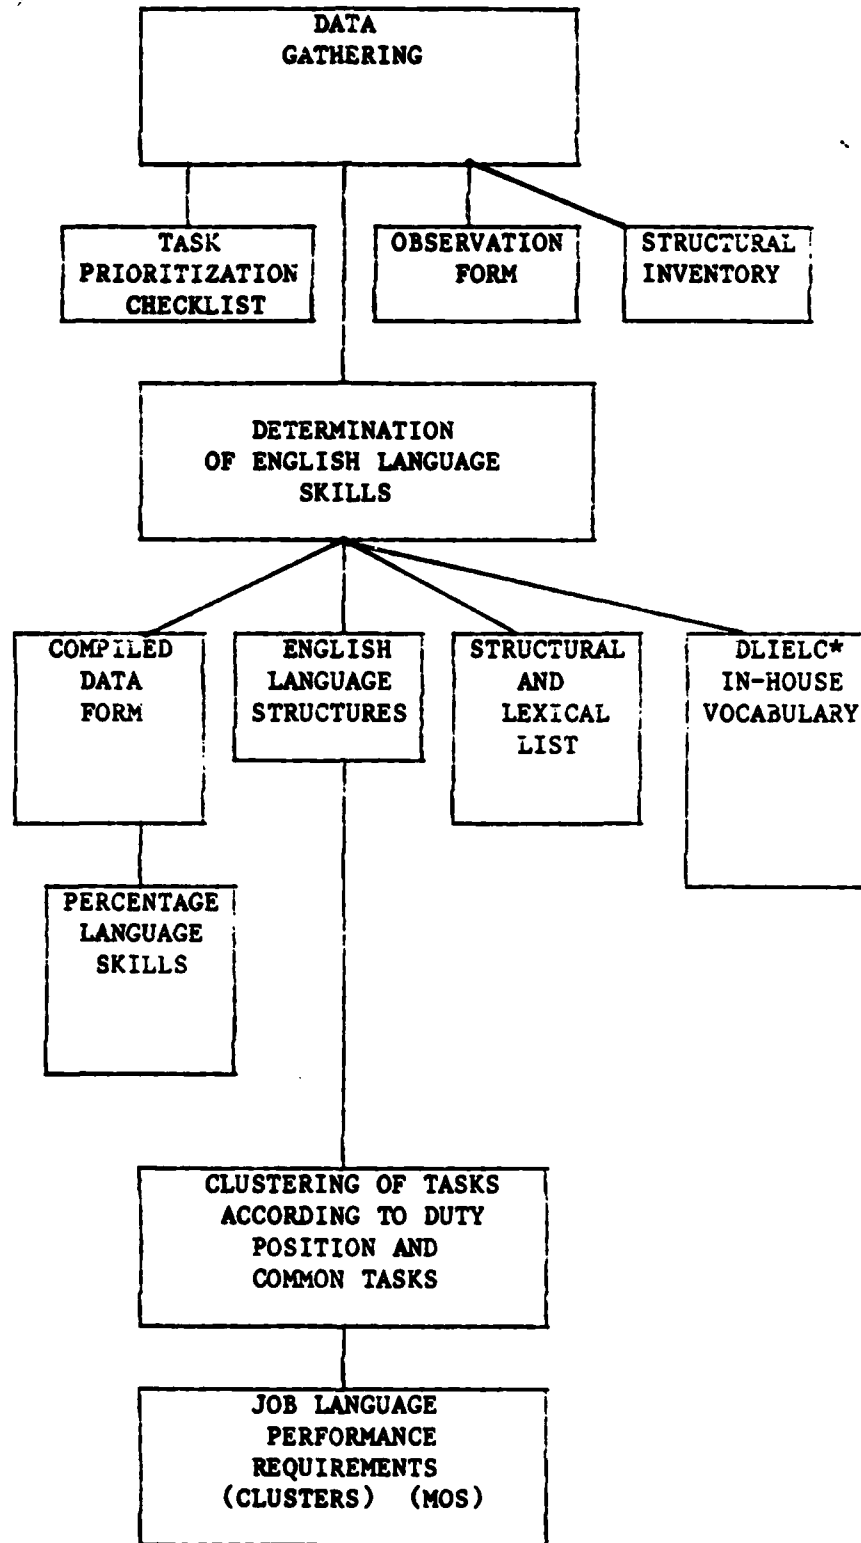 DATA
GATHERING
TASK
PRIORITIZATION
CHECKLIST
OBSERVATION
FORM
STRUCTURAL
INVENTORY
DETERMINATION
OF ENGLISH LANGUAGE
SKILLS
COMPILED
DATA
FORM
ENGLISH
LANGUAGE
STRUCTURES
STRUCTURAL
AND
LEXICAL
LIST
DLIELC*
IN-HOUSE
VOCABULARY
PERCENTAGE
LANGUAGE
SKILLS
CLUSTERING OF TASKS
ACCORDING TO DUTY
POSITION AND
COMMON TASKS
JOB LANGUAGE
PERFORMANCE
REQUIREMENTS
(CLUSTERS) (MOS)